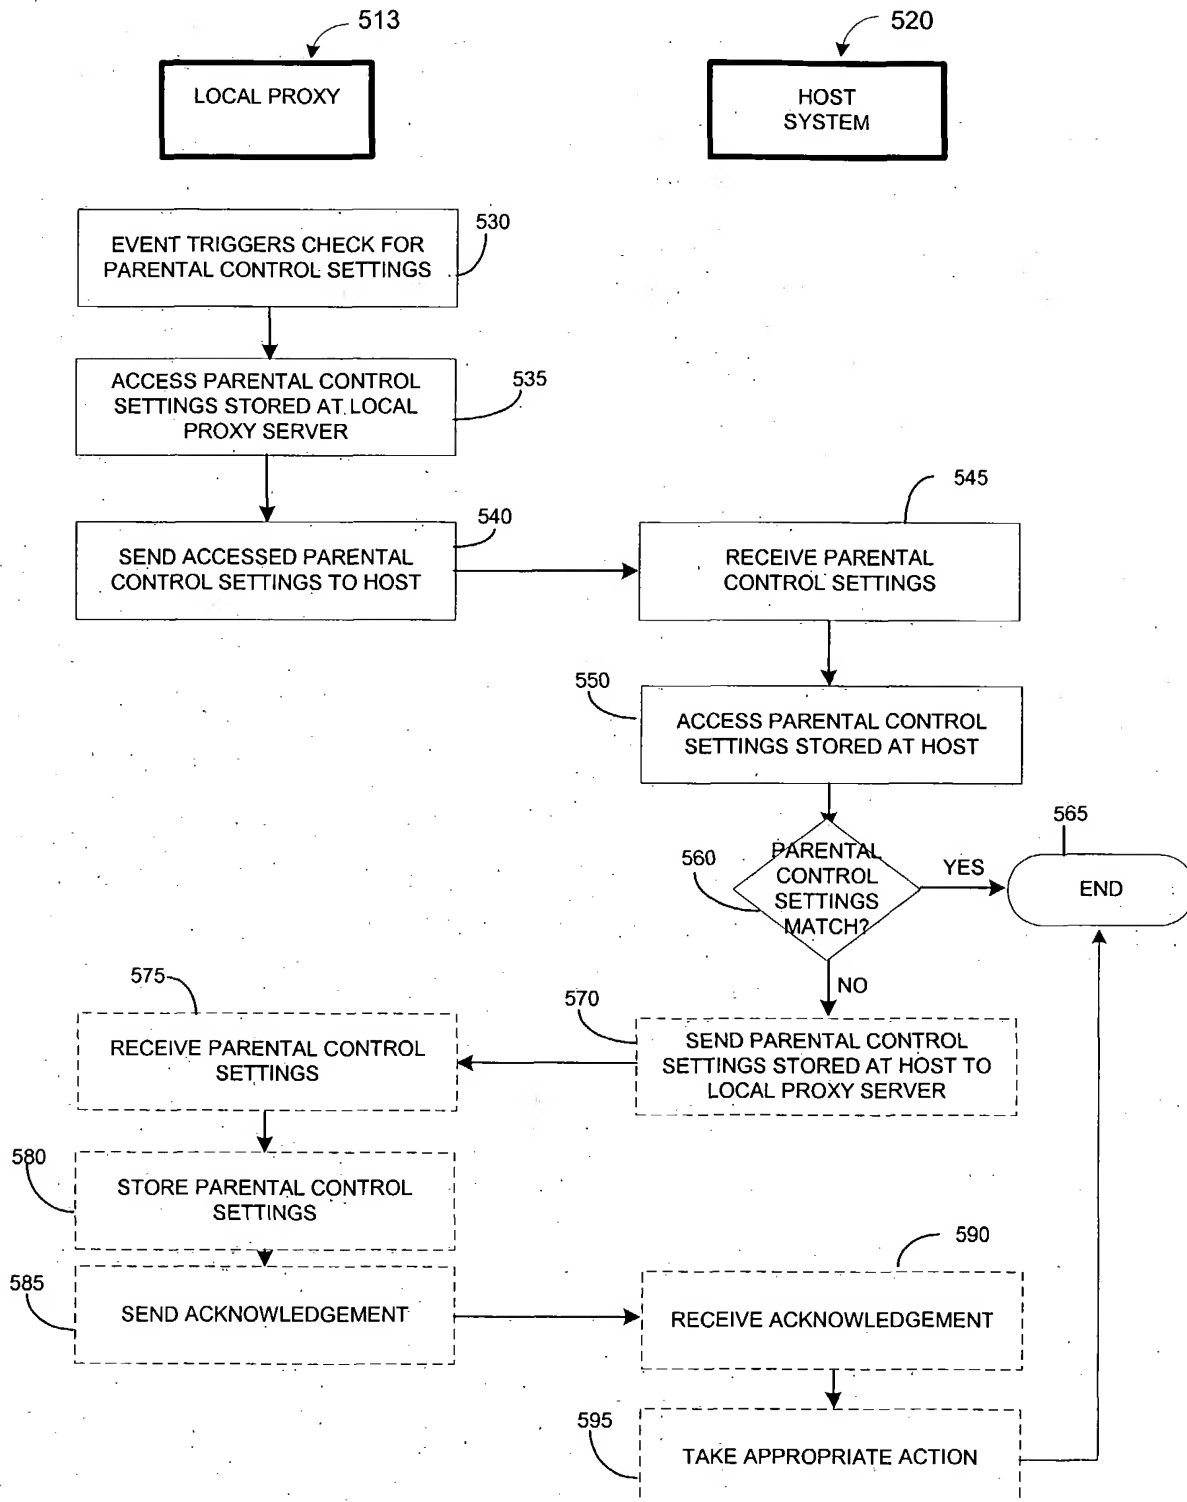 513
520
LOCAL PROXY
HOST
SYSTEM
530
EVENT TRIGGERS CHECK FOR
PARENTAL CONTROL SETTINGS
535
ACCESS PARENTAL CONTROL
SETTINGS STORED AT LOCAL
PROXY SERVER
540
SEND ACCESSED PARENTAL
CONTROL SETTINGS TO HOST
545
RECEIVE PARENTAL
CONTROL SETTINGS
550
ACCESS PARENTAL CONTROL
SETTINGS STORED AT HOST
560
PARENTAL
CONTROL
SETTINGS
MATCH?
YES
565
END
NO
570
SEND PARENTAL CONTROL
SETTINGS STORED AT HOST TO
LOCAL PROXY SERVER
575
RECEIVE PARENTAL CONTROL
SETTINGS
580
STORE PARENTAL CONTROL
SETTINGS
585
SEND ACKNOWLEDGEMENT
590
RECEIVE ACKNOWLEDGEMENT
595
TAKE APPROPRIATE ACTION